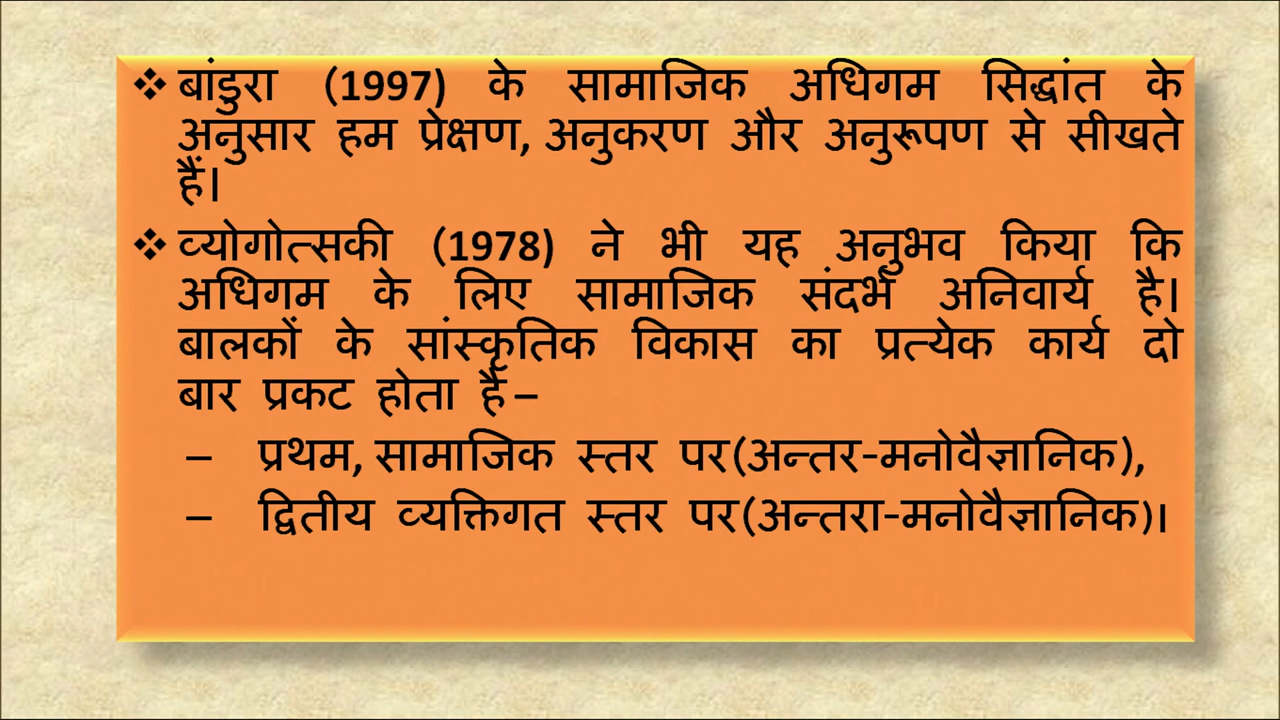 ❖ बांडुरा (1997) के सामाजिक अधिगम सिद्धांत के
अनुसार हम प्रेक्षण, अनुकरण और अनुरूपण से सीखते
हैं।
❖ व्योगोत्सकी (1978) ने भी यह अनुभव किया कि
अधिगम के लिए सामाजिक संदर्भ अनिवार्य है।
बालकों के सांस्कृतिक विकास का प्रत्येक कार्य दो
बार प्रकट होता है –
– प्रथम, सामाजिक स्तर पर(अन्तर-मनोवैज्ञानिक),
– द्वितीय व्यक्तिगत स्तर पर(अन्तरा-मनोवैज्ञानिक)।